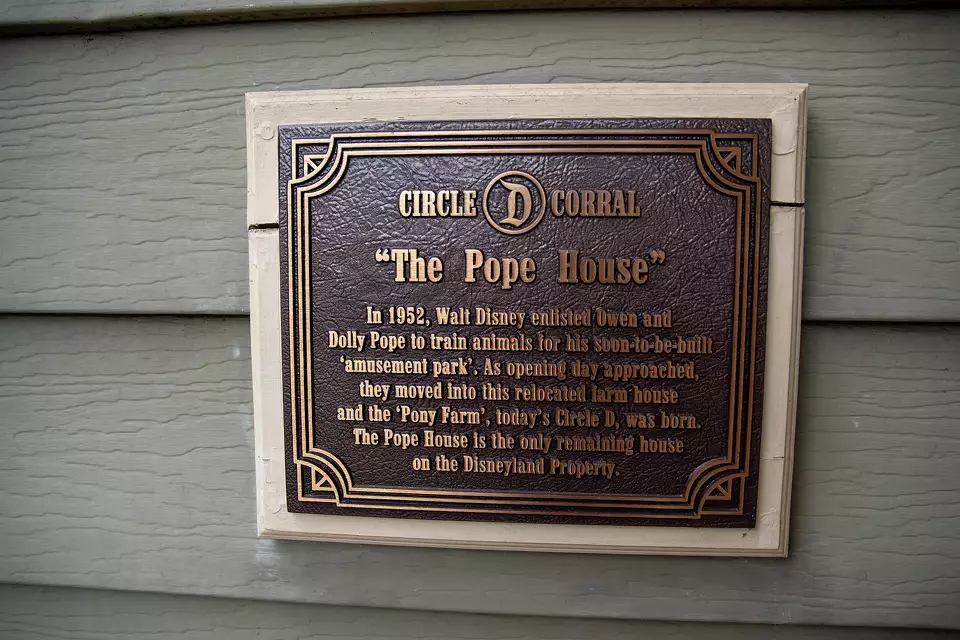 CIRCLE D CORRAL
“The Pope House”
In 1952, Walt Disney enlisted Owen and
Dolly Pope to train animals for his soon-to-be-built
‘amusement park’. As opening day approached,
they moved into this relocated farm house
and the ‘Pony Farm’, today’s Circle D, was born.
The Pope House is the only remaining house
on the Disneyland Property.